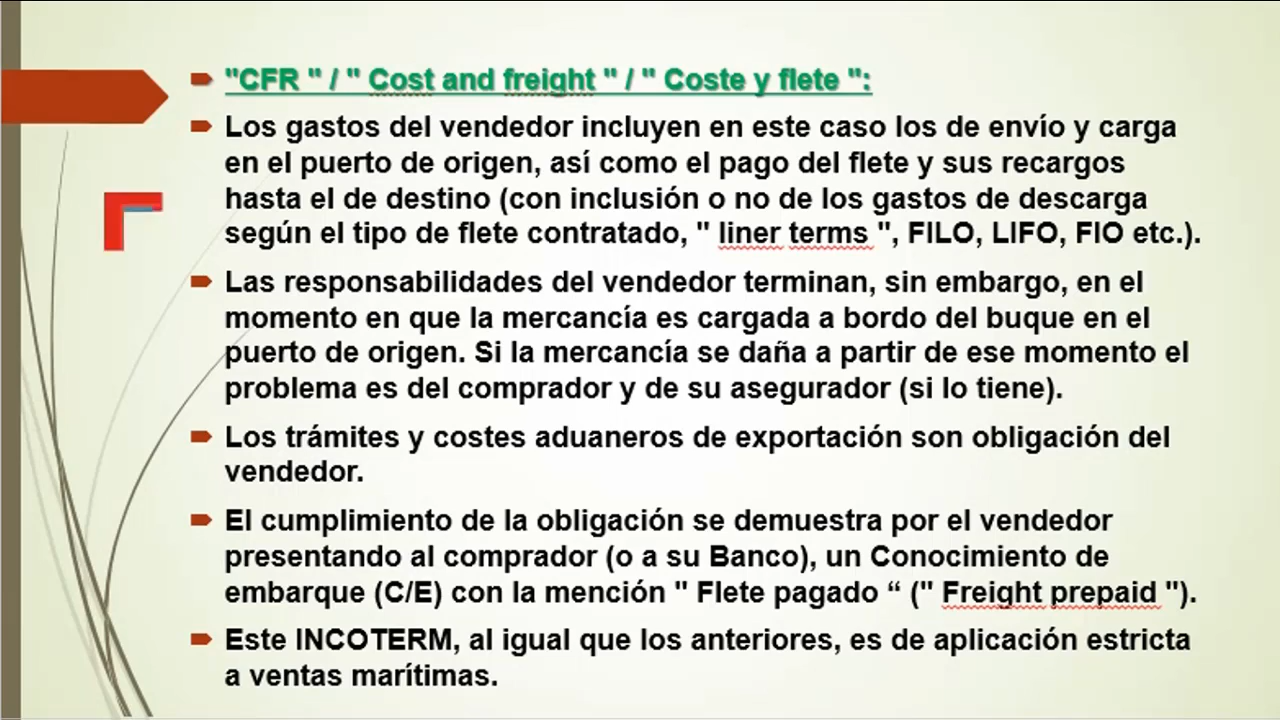 "CFR " / " Cost and freight " / " Coste y flete ":
Los gastos del vendedor incluyen en este caso los de envío y carga
en el puerto de origen, así como el pago del flete y sus recargos
hasta el de destino (con inclusión o no de los gastos de descarga
según el tipo de flete contratado, " liner terms ", FILO, LIFO, FIO etc.).
Las responsabilidades del vendedor terminan, sin embargo, en el
momento en que la mercancía es cargada a bordo del buque en el
puerto de origen. Si la mercancía se daña a partir de ese momento el
problema es del comprador y de su asegurador (si lo tiene).
Los trámites y costes aduaneros de exportación son obligación del
vendedor.
El cumplimiento de la obligación se demuestra por el vendedor
presentando al comprador (o a su Banco), un Conocimiento de
embarque (C/E) con la mención " Flete pagado “ (" Freight prepaid ").
Este INCOTERM, al igual que los anteriores, es de aplicación estricta
a ventas marítimas.